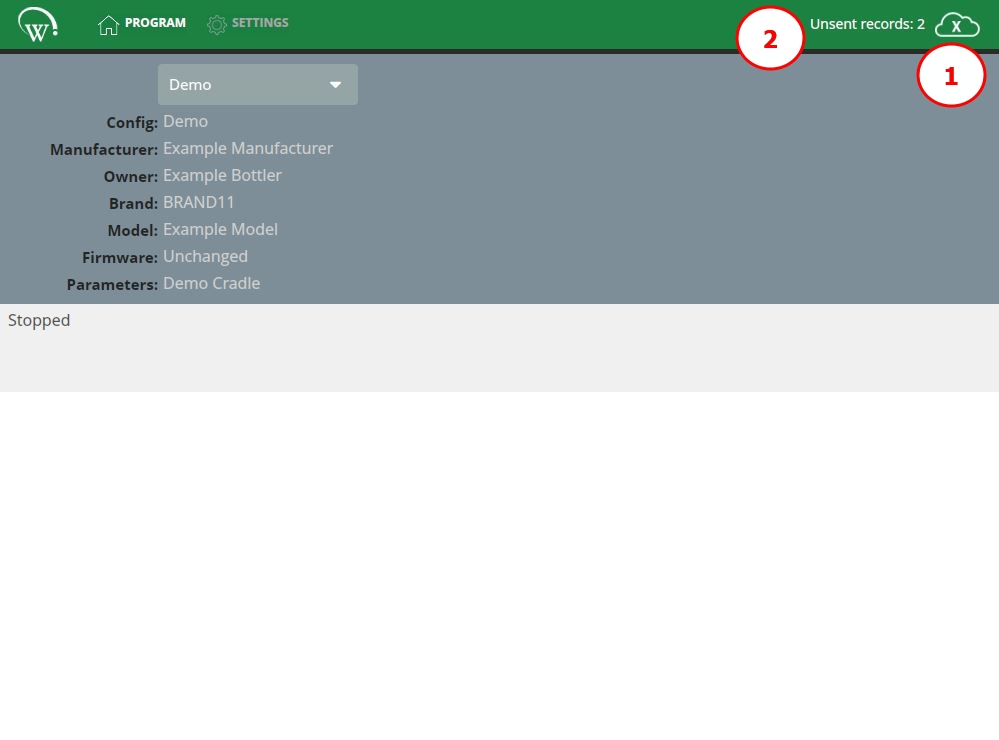 W PROGRAM SETTINGS Unsent records: 2 X
2
1
Demo
Config: Demo
Manufacturer: Example Manufacturer
Owner: Example Bottler
Brand: BRAND11
Model: Example Model
Firmware: Unchanged
Parameters: Demo Cradle
Stopped